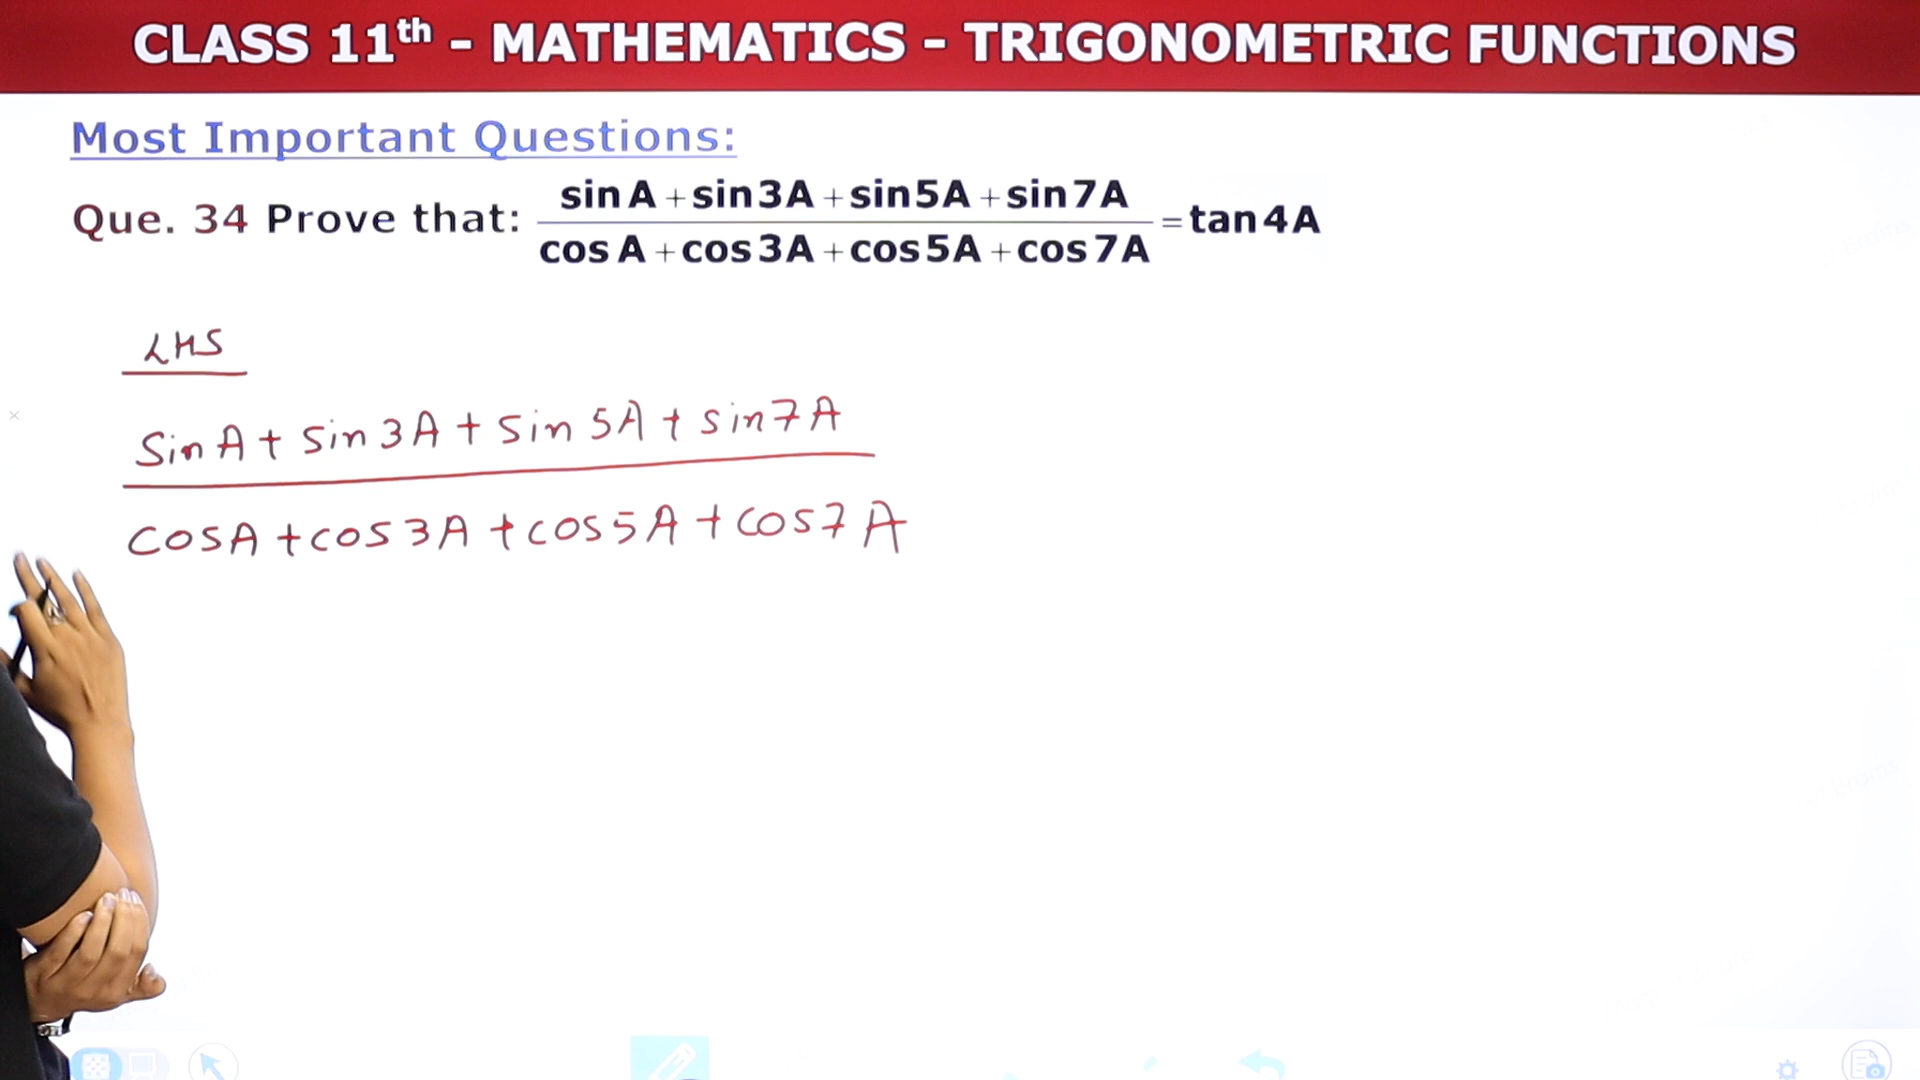 CLASS 11th - MATHEMATICS - TRIGONOMETRIC FUNCTIONS
Most Important Questions:
Que. 34 Prove that: (sin A + sin 3A + sin 5A + sin 7A) / (cos A + cos 3A + cos 5A + cos 7A) = tan 4A
LHS
Sin A + Sin 3A + Sin 5A + Sin 7A
COSA + COS 3A + COS 5A + COS 7A